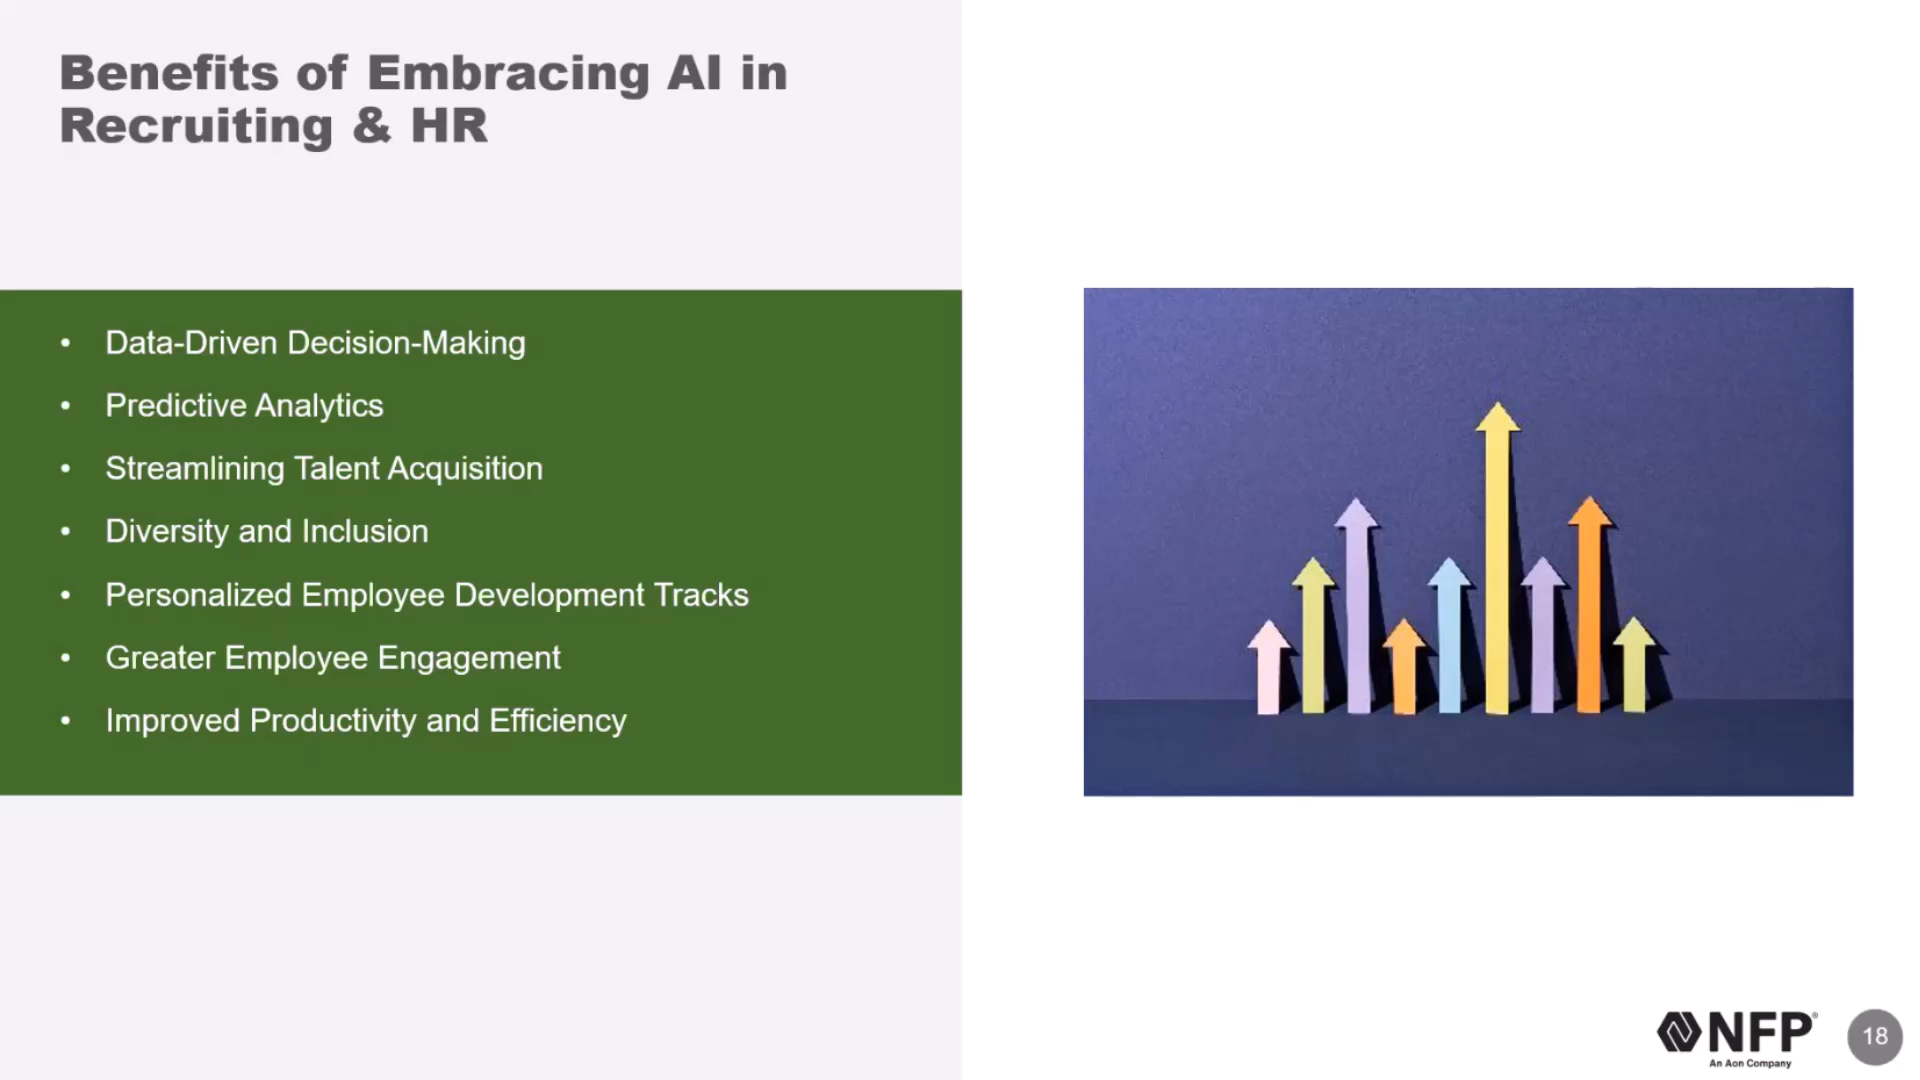 Benefits of Embracing AI in
Recruiting & HR
• Data-Driven Decision-Making
• Predictive Analytics
• Streamlining Talent Acquisition
• Diversity and Inclusion
• Personalized Employee Development Tracks
• Greater Employee Engagement
• Improved Productivity and Efficiency
NFP®
An Aon Company
18